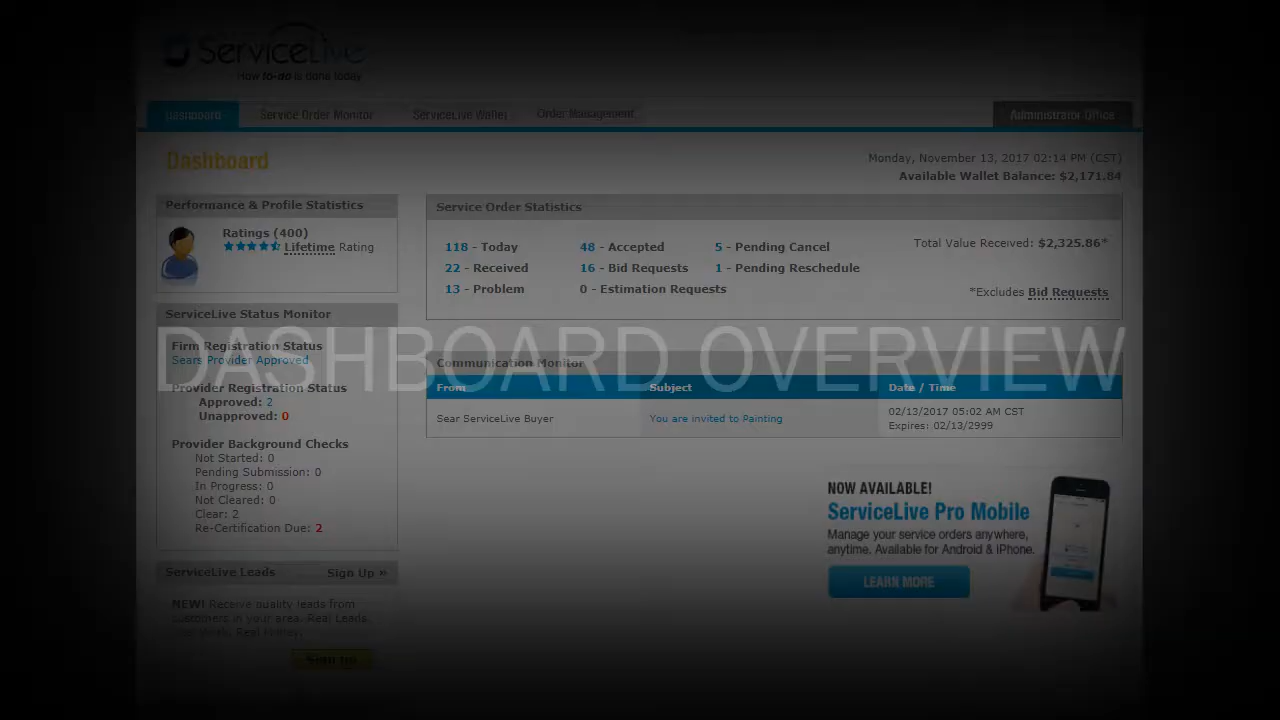 ServiceLive
How to-do is done today
Dashboard
Service Order Monitor
ServiceLive Wallet
Order Management
Administrator Office
Dashboard
Monday, November 13, 2017 02:14 PM (CST)
Available Wallet Balance: $2,171.84
Performance & Profile Statistics
Ratings (400)
Lifetime Rating
Service Order Statistics
118 - Today
48 - Accepted
5 - Pending Cancel
Total Value Received: $2,325.86*
22 - Received
16 - Bid Requests
1 - Pending Reschedule
13 - Problem
0 - Estimation Requests
*Excludes Bid Requests
ServiceLive Status Monitor
Firm Registration Status
Sears Provider Approved
Provider Registration Status
Approved: 2
Unapproved: 0
Provider Background Checks
Not Started: 0
Pending Submission: 0
In Progress: 0
Not Cleared: 0
Clear: 2
Re-Certification Due: 2
DASHBOARD OVERVIEW
Communication Monitor
From
Subject
Date / Time
Sear ServiceLive Buyer
You are invited to Painting
02/13/2017 05:02 AM CST
Expires: 02/13/2999
ServiceLive Leads
Sign Up »
NEW! Receive quality leads from
customers in your area. Real Leads.
Real Money.
Sign Up
NOW AVAILABLE!
ServiceLive Pro Mobile
Manage your service orders anywhere,
anytime. Available for Android & iPhone.
LEARN MORE